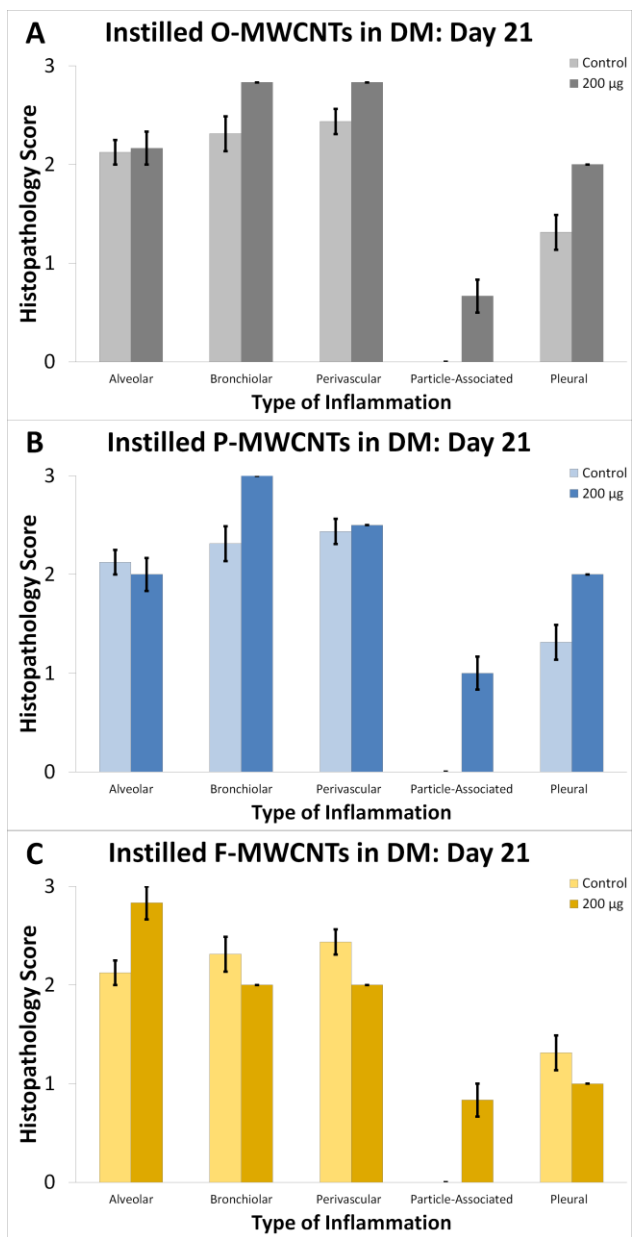 A
Instilled O-MWCNTs in DM: Day 21
Control
200 µg
Histopathology Score
3
2
1
0
Alveolar Bronchiolar Perivascular Particle-Associated Pleural
Type of Inflammation
B
Instilled P-MWCNTs in DM: Day 21
Control
200 µg
Histopathology Score
3
2
1
0
Alveolar Bronchiolar Perivascular Particle-Associated Pleural
Type of Inflammation
C
Instilled F-MWCNTs in DM: Day 21
Control
200 µg
Histopathology Score
3
2
1
0
Alveolar Bronchiolar Perivascular Particle-Associated Pleural
Type of Inflammation